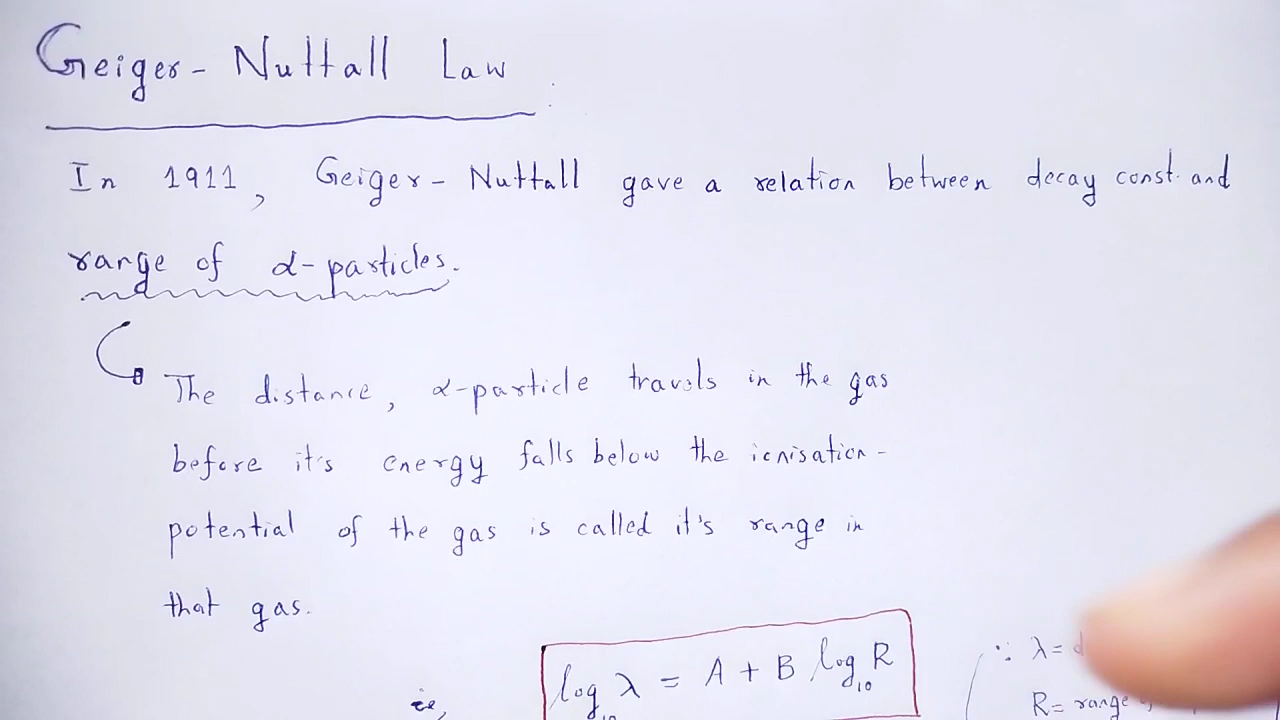 Geiger - Nuttall Law
In 1911, Geiger - Nuttall gave a relation between decay const. and
range of α-particles.
The distance, α-particle travels in the gas
before it's energy falls below the ionisation -
potential of the gas is called it's range in
that gas.
ie, log₁₀ λ = A + B log₁₀ R
∵ λ =
R = range